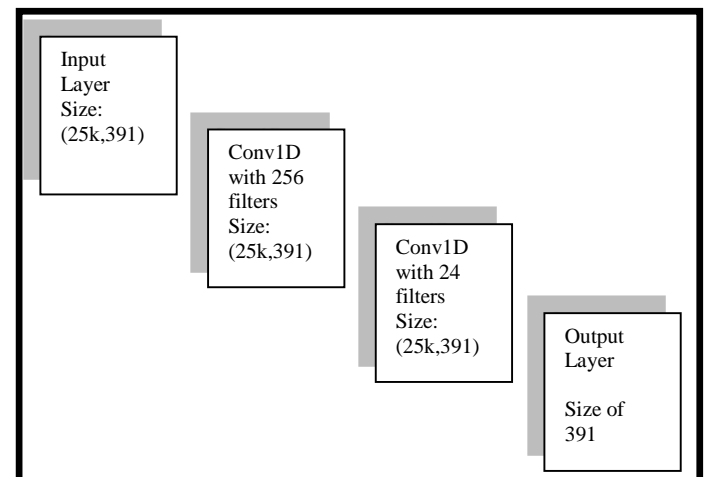 Input
Layer
Size:
(25k,391)
Conv1D
with 256
filters
Size:
(25k,391)
Conv1D
with 24
filters
Size:
(25k,391)
Output
Layer
Size of
391